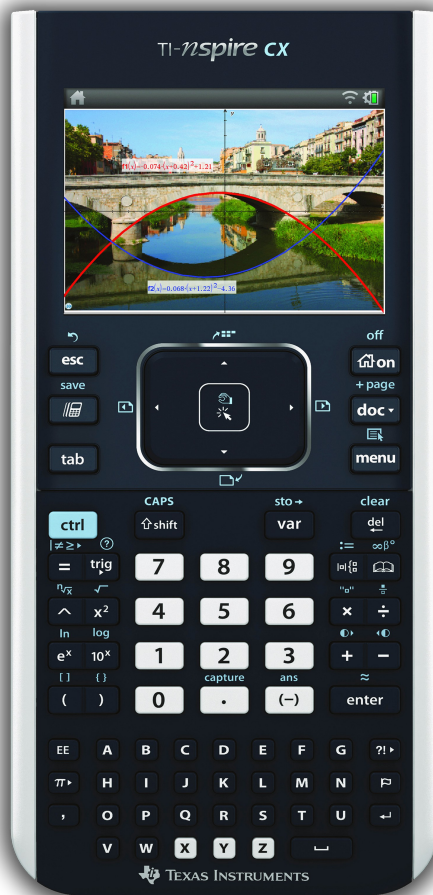 TI-nspire CX
f1(x)=-0.074·(x-0.42)²+1.21
f2(x)=0.068·(x+1.22)²-4.36
off
esc on
save + page
doc
tab menu
CAPS sto→ clear
ctrl shift var del
|≠≥▸ ? := ∞β°
= trig 7 8 9
ⁿ√x √ "□"
^ x² 4 5 6 × ÷
ln log
eˣ 10ˣ 1 2 3 + −
[ ] { } capture ans ≈
( ) 0 . (−) enter
EE A B C D E F G ?!▸
π▸ H I J K L M N
, O P Q R S T U ↵
V W X Y Z
TEXAS INSTRUMENTS